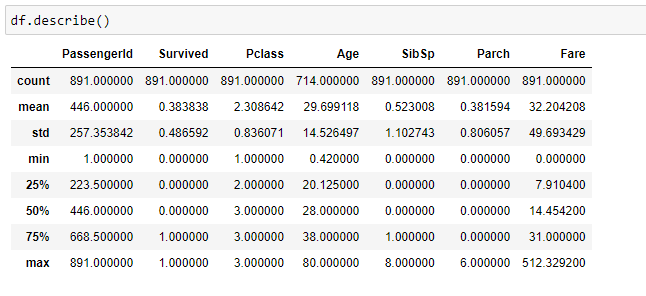 df.describe()
PassengerId Survived Pclass Age SibSp Parch Fare
count 891.000000 891.000000 891.000000 714.000000 891.000000 891.000000 891.000000
mean 446.000000 0.383838 2.308642 29.699118 0.523008 0.381594 32.204208
std 257.353842 0.486592 0.836071 14.526497 1.102743 0.806057 49.693429
min 1.000000 0.000000 1.000000 0.420000 0.000000 0.000000 0.000000
25% 223.500000 0.000000 2.000000 20.125000 0.000000 0.000000 7.910400
50% 446.000000 0.000000 3.000000 28.000000 0.000000 0.000000 14.454200
75% 668.500000 1.000000 3.000000 38.000000 1.000000 0.000000 31.000000
max 891.000000 1.000000 3.000000 80.000000 8.000000 6.000000 512.329200